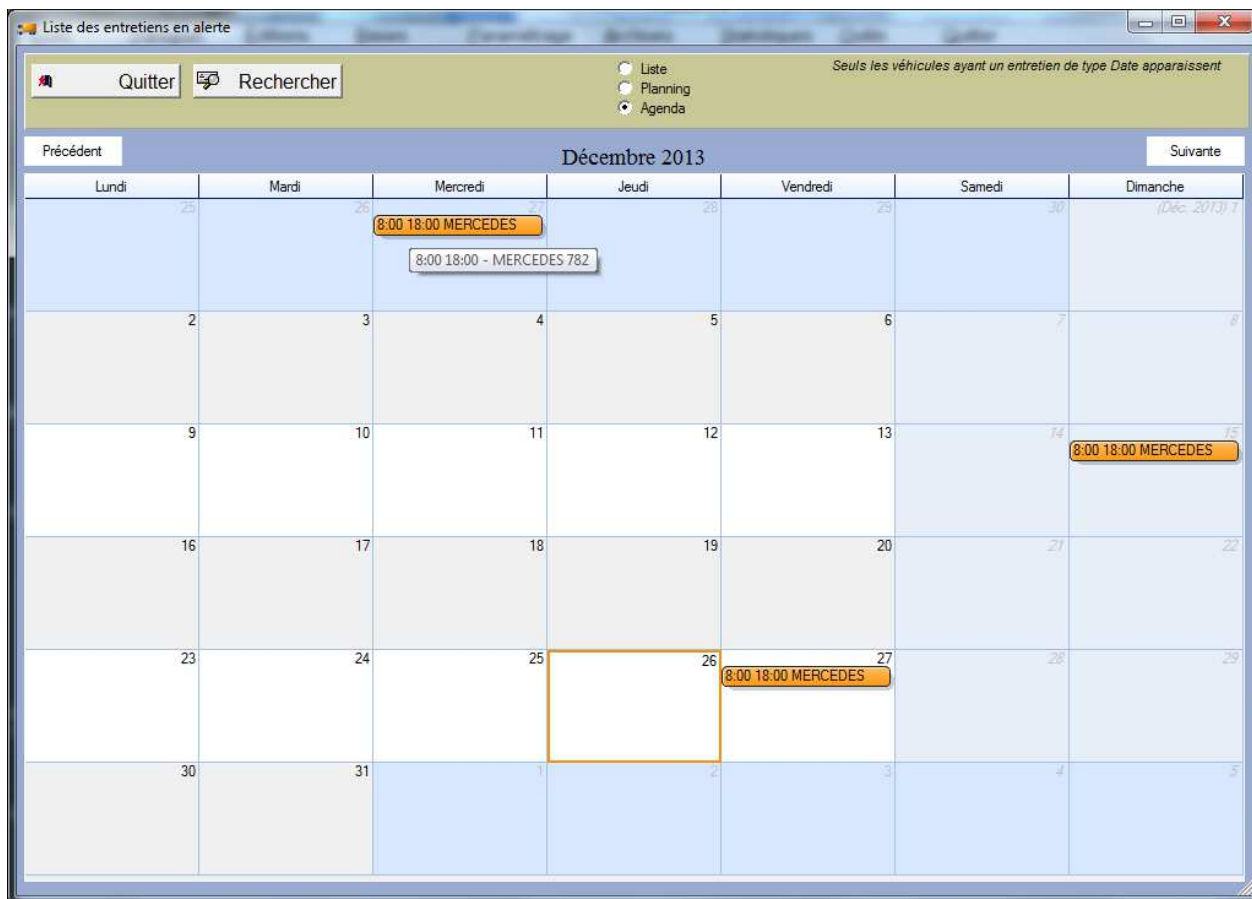 Liste des entretiens en alerte
Quitter
Rechercher
Liste
Planning
Agenda
Seuls les véhicules ayant un entretien de type Date apparaissent
Précédent
Décembre 2013
Suivante
Lundi Mardi Mercredi Jeudi Vendredi Samedi Dimanche
25 26 27 28 29 30 (Déc. 2013) 1
8:00 18:00 MERCEDES
8:00 18:00 - MERCEDES 782
2 3 4 5 6 7 8
9 10 11 12 13 14 15
8:00 18:00 MERCEDES
16 17 18 19 20 21 22
23 24 25 26 27 28 29
8:00 18:00 MERCEDES
30 31 1 2 3 4 5